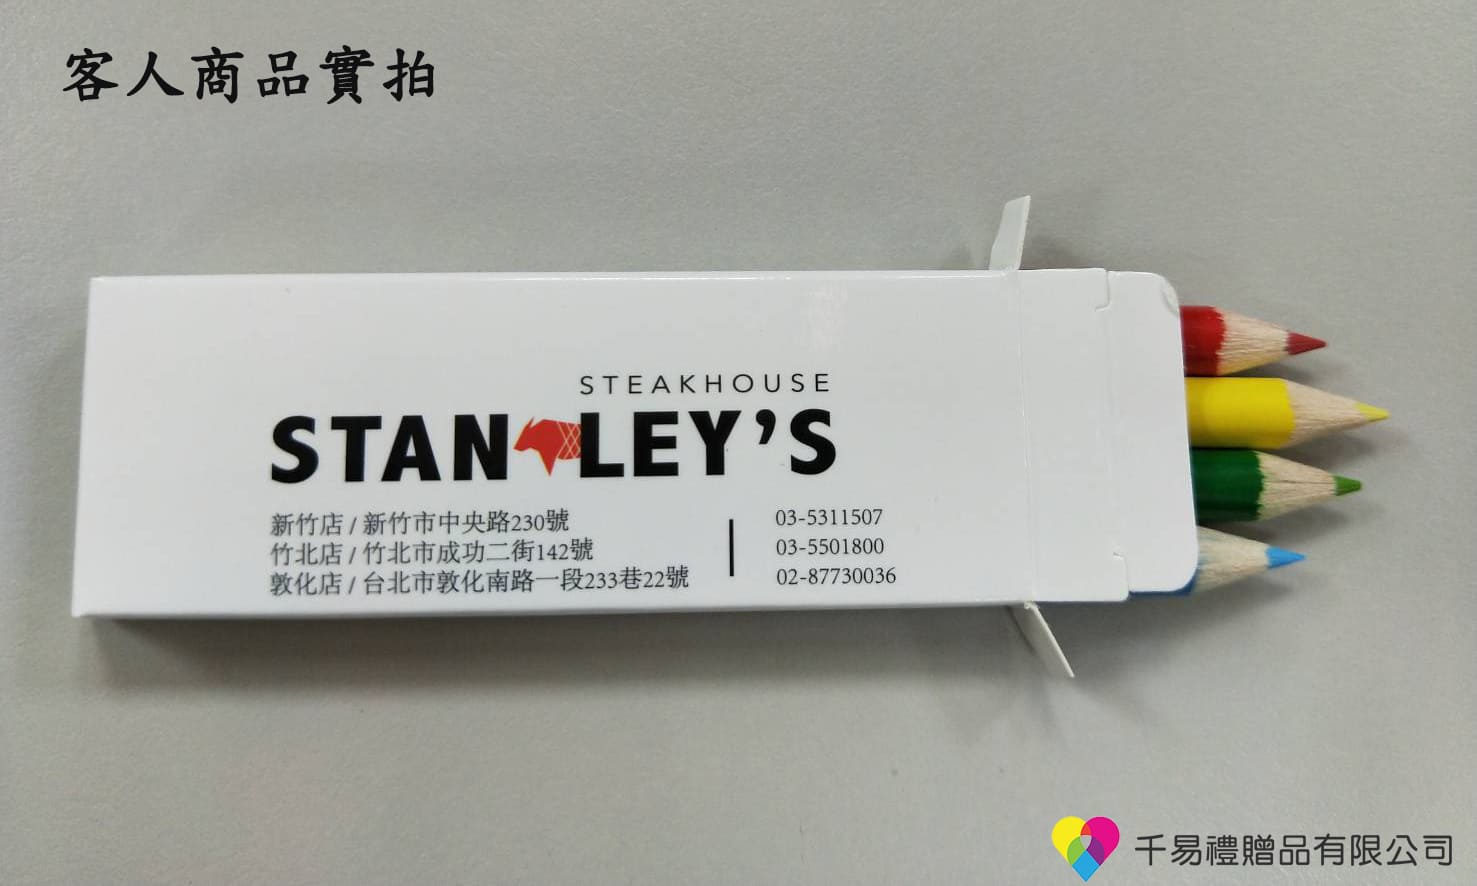 客人商品實拍
STEAKHOUSE
STANLEY'S
新竹店 / 新竹市中央路230號
竹北店 / 竹北市成功二街142號
敦化店 / 台北市敦化南路一段233巷22號
03-5311507
03-5501800
02-87730036
千易禮贈品有限公司